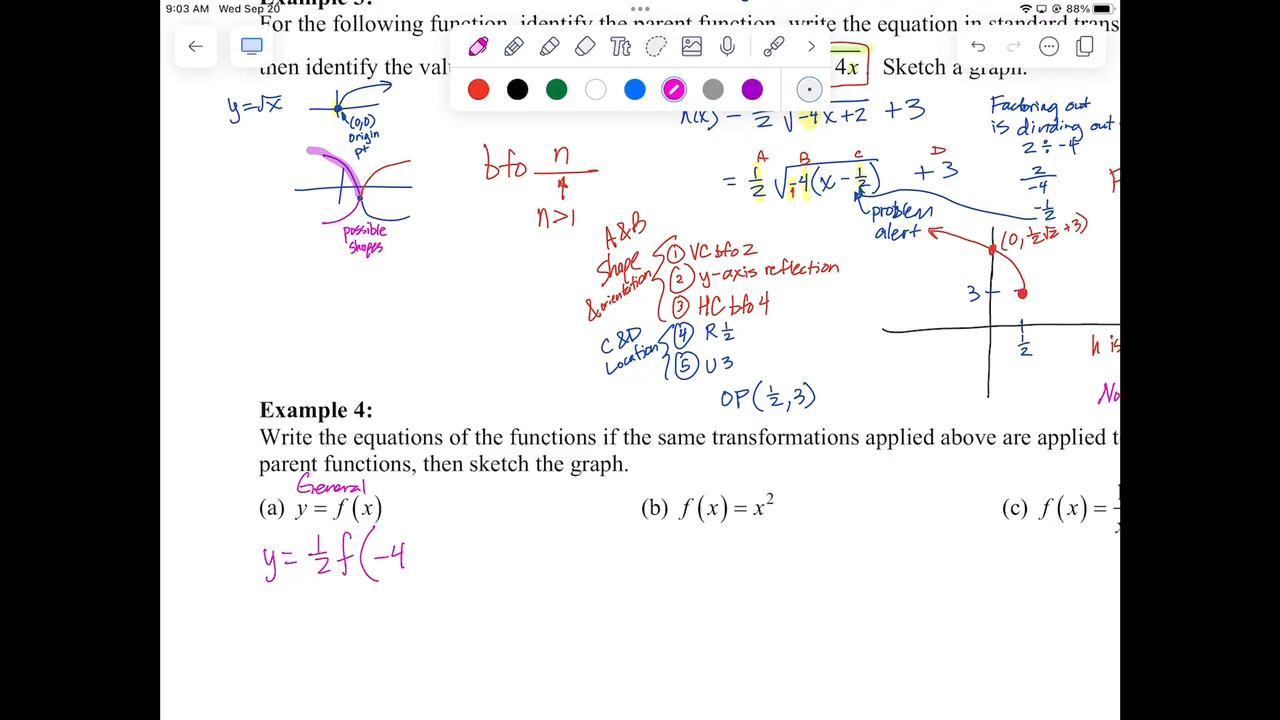 9:03 AM Wed Sep 20
88%
For the following function, identify the parent function, write the equation in standard
then identify the
4x . Sketch a graph.
y=√x
(0,0)
origin
pt
possible
shapes
bfo n
n>1
h(x) = 1/2 √-4x+2 + 3
A B C D
= 1/2 √-4(x - 1/2) + 3
problem
alert
Factoring out
is dividing out
2 ÷ -4
2/-4
-1/2
A & B
Shape
& orientation
① VC bfo 2
② y-axis reflection
③ HC bfo 4
C & D
Location
④ R 1/2
⑤ U 3
OP (1/2, 3)
(0, 1/2√2 + 3)
3
1/2
h is
Example 4:
Write the equations of the functions if the same transformations applied above are applied
parent functions, then sketch the graph.
General
(a) y = f(x) (b) f(x) = x² (c) f(x) =
y = 1/2 f(-4